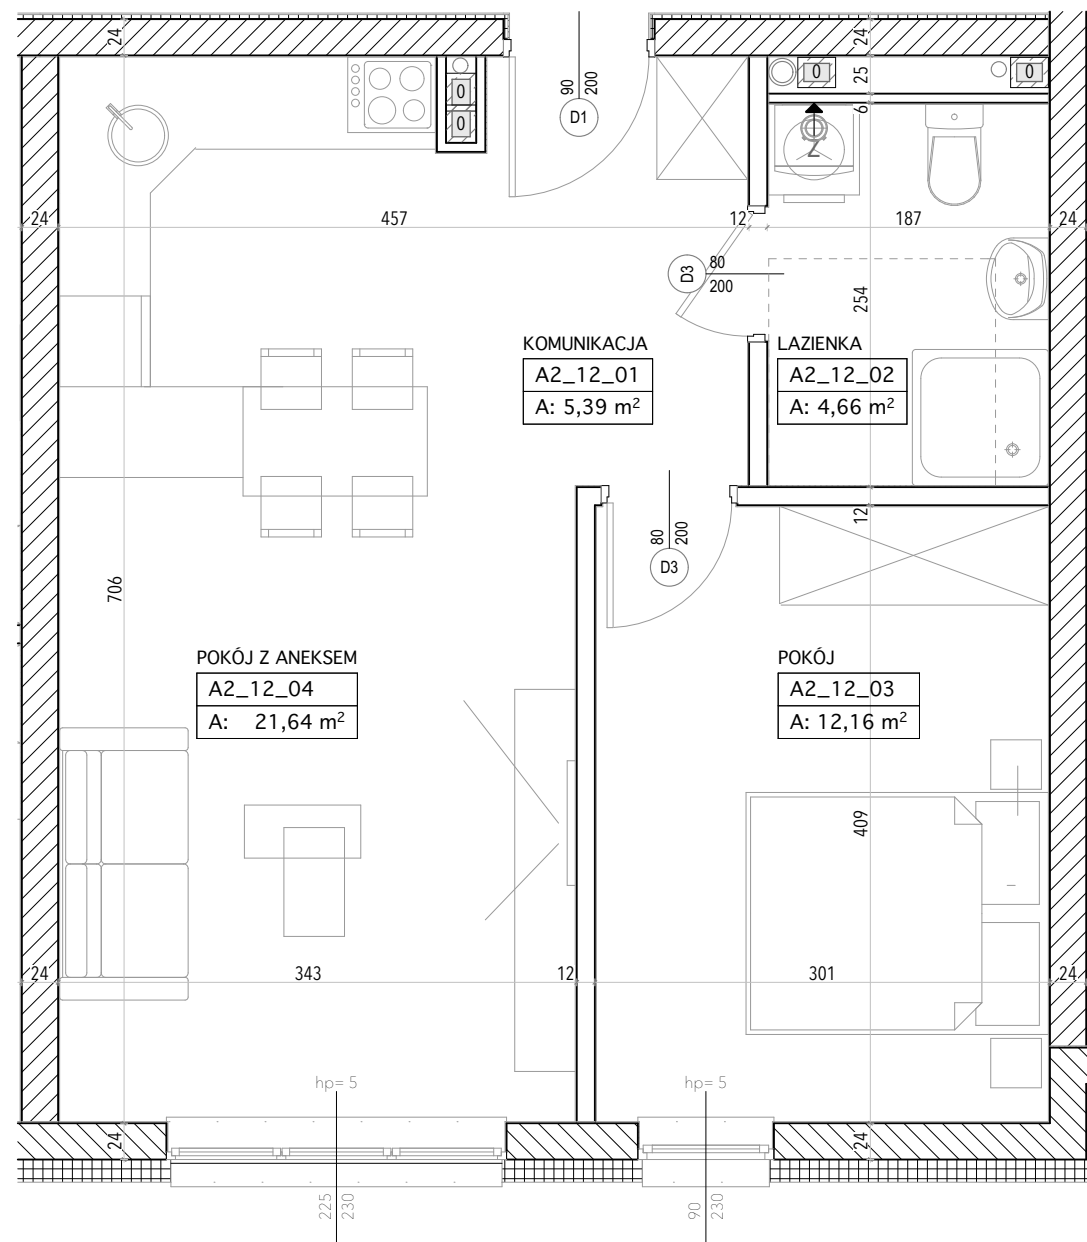 24
24
25
6
0
0
0
0
90
200
D1
Z
24
457
12
187
24
D3
80
200
254
KOMUNIKACJA
A2_12_01
A: 5,39 m²
LAZIENKA
A2_12_02
A: 4,66 m²
12
80
200
D3
706
POKÓJ Z ANEKSEM
A2_12_04
A: 21,64 m²
POKÓJ
A2_12_03
A: 12,16 m²
409
24
343
12
301
24
hp= 5
hp= 5
24
24
225
230
90
230